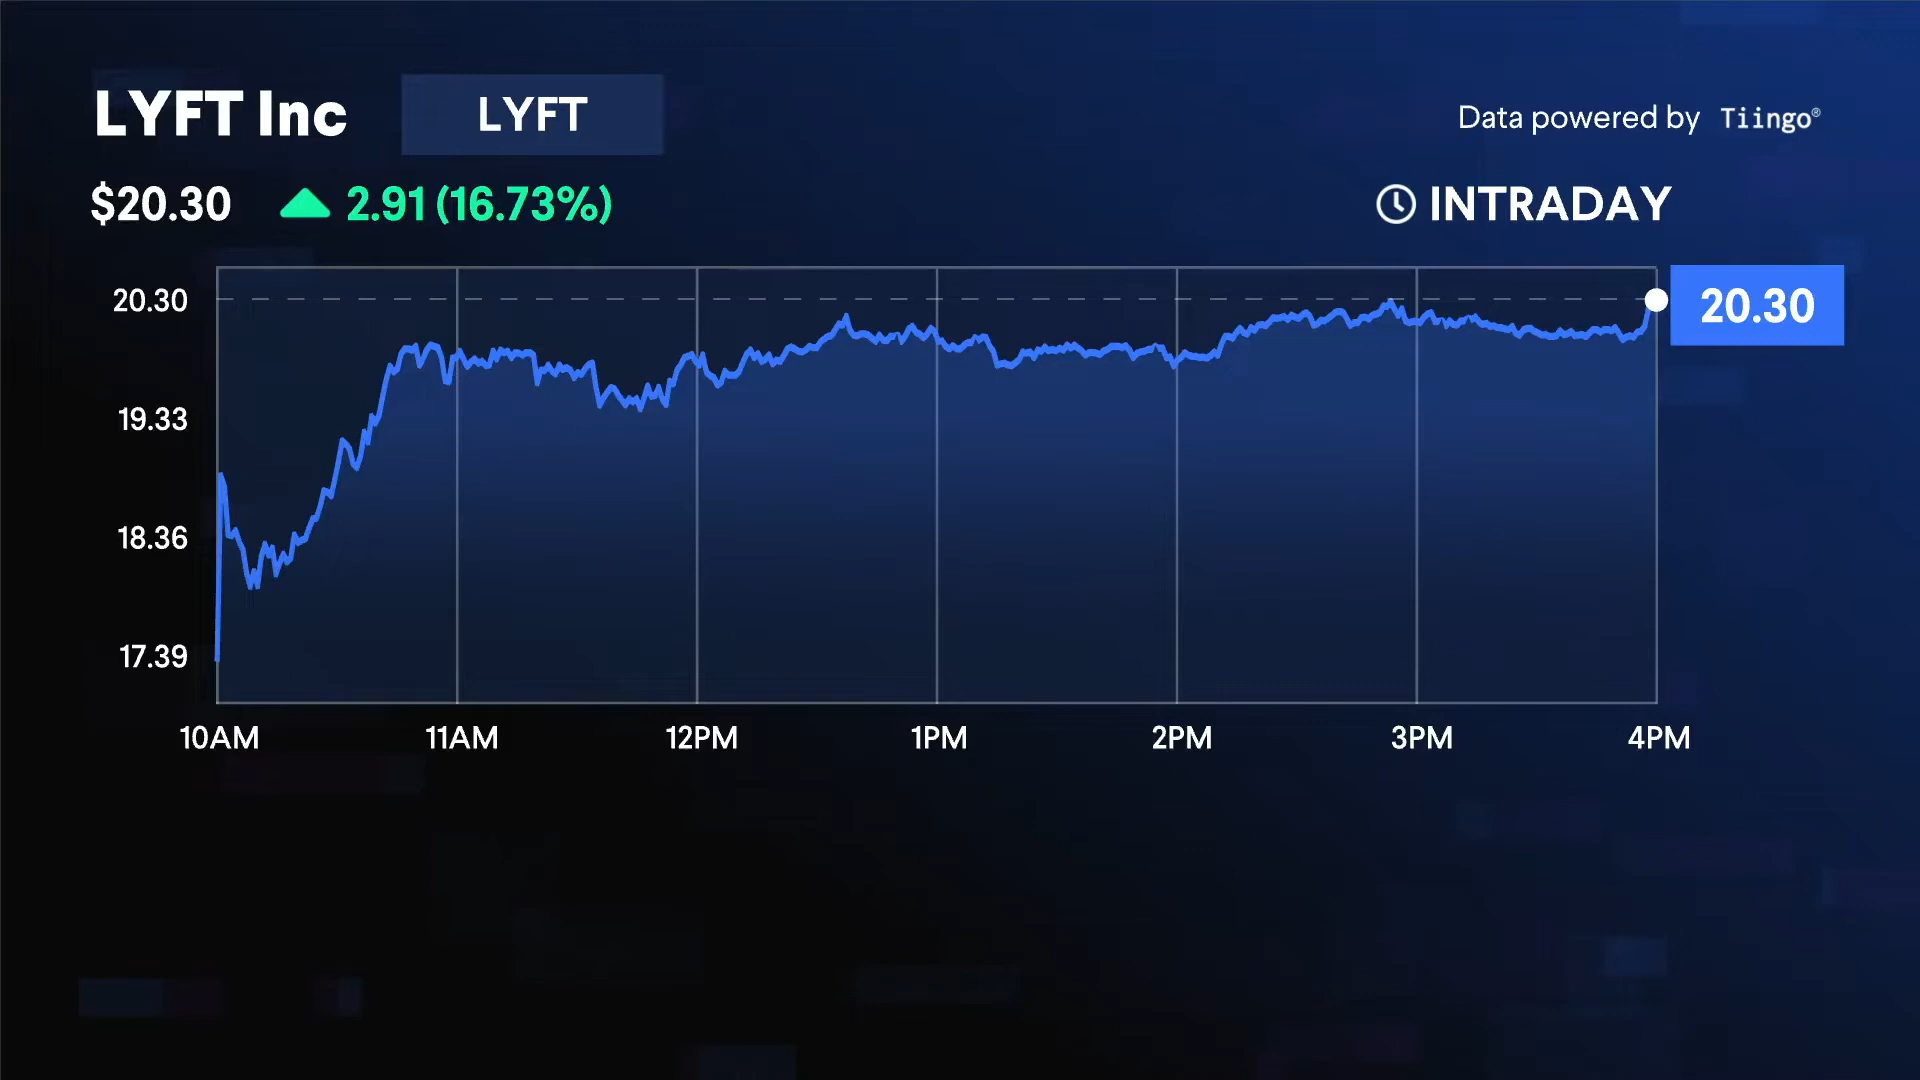 LYFT Inc
LYFT
Data powered by Tiingo®
$20.30
2.91 (16.73%)
INTRADAY
20.30
20.30
19.33
18.36
17.39
10AM
11AM
12PM
1PM
2PM
3PM
4PM